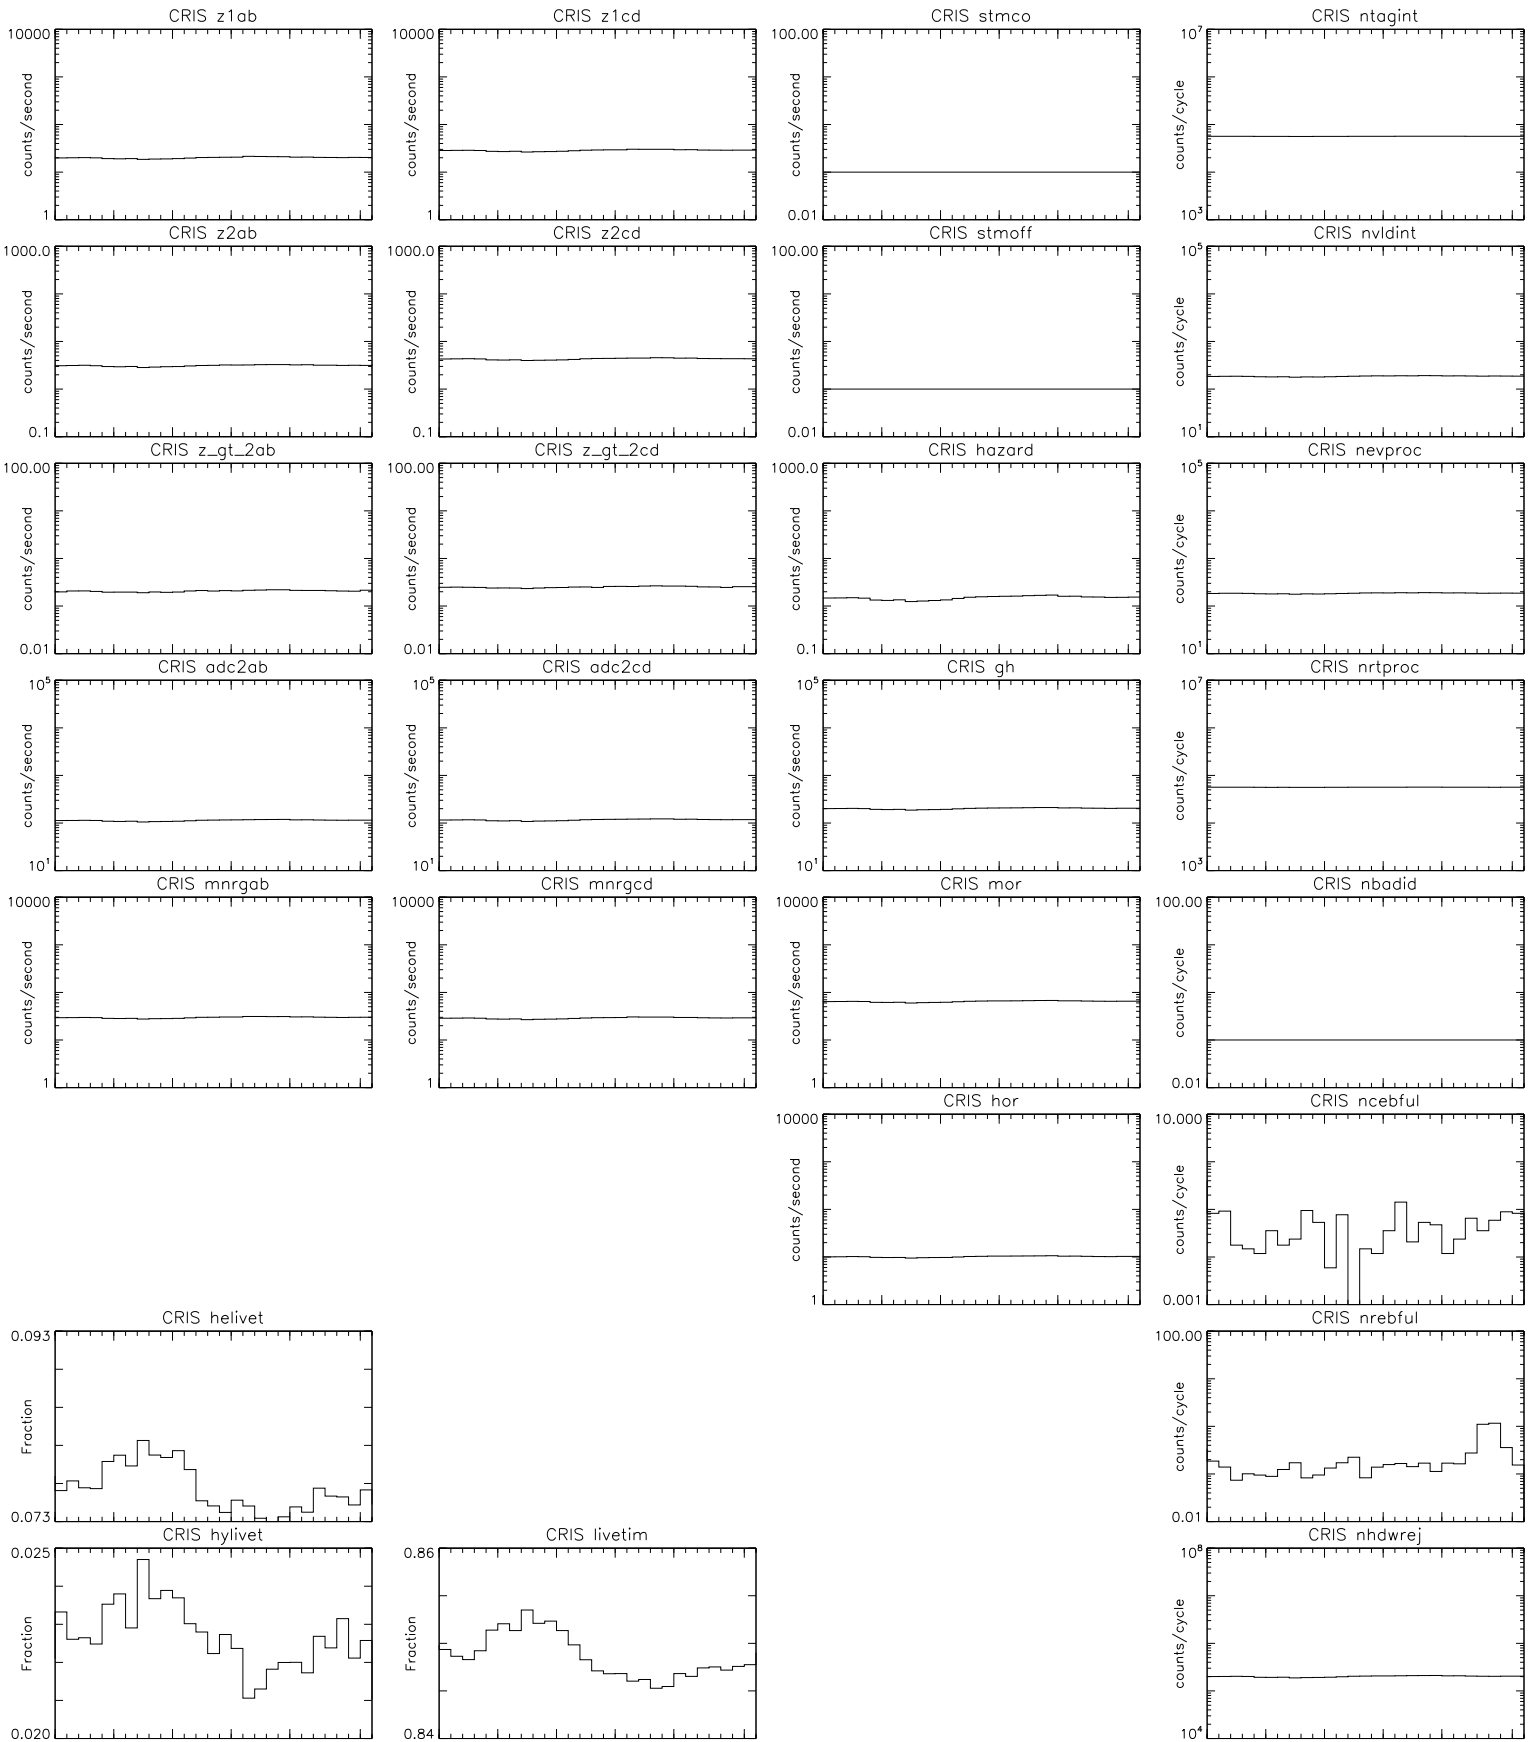 CRIS z1ab
10000
counts/second
1
CRIS z1cd
10000
counts/second
1
CRIS stmco
100.00
counts/second
0.01
CRIS ntagint
10^7
counts/cycle
10^3
CRIS z2ab
1000.0
counts/second
0.1
CRIS z2cd
1000.0
counts/second
0.1
CRIS stmoff
100.00
counts/second
0.01
CRIS nvldint
10^5
counts/cycle
10^1
CRIS z_gt_2ab
100.00
counts/second
0.01
CRIS z_gt_2cd
100.00
counts/second
0.01
CRIS hazard
1000.0
counts/second
0.1
CRIS nevproc
10^5
counts/cycle
10^1
CRIS adc2ab
10^5
counts/second
10^1
CRIS adc2cd
10^5
counts/second
10^1
CRIS gh
10^5
counts/second
10^1
CRIS nrtproc
10^7
counts/cycle
10^3
CRIS mnrgab
10000
counts/second
1
CRIS mnrgcd
10000
counts/second
1
CRIS mor
10000
counts/second
1
CRIS nbadid
100.00
counts/cycle
0.01
CRIS hor
10000
counts/second
1
CRIS ncebful
10.000
counts/cycle
0.001
CRIS helivet
0.093
Fraction
0.073
CRIS nrebful
100.00
counts/cycle
0.01
CRIS hylivet
0.025
Fraction
0.020
CRIS livetim
0.86
Fraction
0.84
CRIS nhdwrej
10^8
counts/cycle
10^4